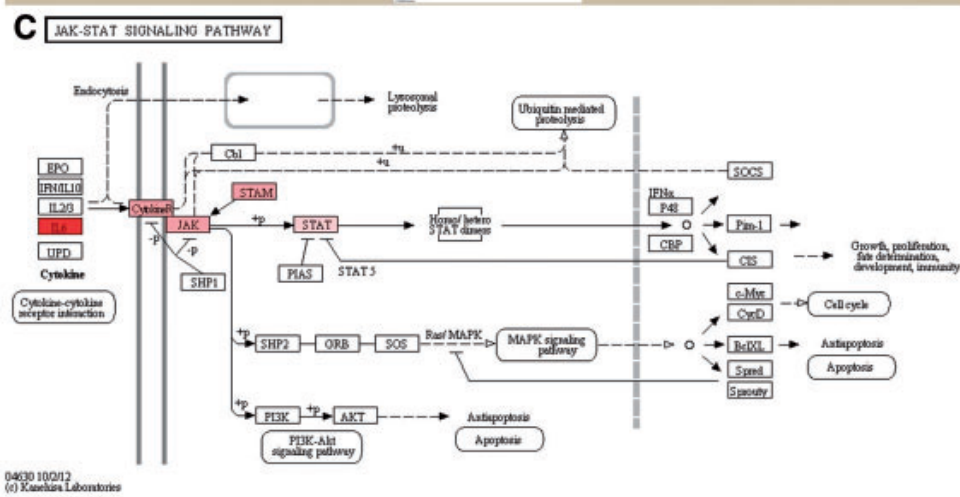 C JAK-STAT SIGNALING PATHWAY
Endocytosis
Lysosomal
proteolysis
Ubiquitin mediated
proteolysis
Cbl
+u
+u
SOCS
EPO
IFN/IL10
IL2/3
IL6
UPD
Cytokine
Cytokine-cytokine
receptor interaction
CytokineR
JAK
STAM
+p
STAT
Homo/ hetero
STAT dimers
IFNα
P48
CBP
Pim-1
CIS
Growth, proliferation,
fate determination,
development, immunity
-p
-p
SHP1
PIAS
STAT5
c-Myc
CycD
Cell cycle
+p
SHP2
GRB
SOS
Ras/ MAPK
MAPK signaling
pathway
BclXL
Antiapoptosis
Spred
Apoptosis
Sprouty
+p
PI3K
+p
AKT
Antiapoptosis
PI3K-Akt
signaling pathway
Apoptosis
04630 10/2/12
(c) Kanehisa Laboratories